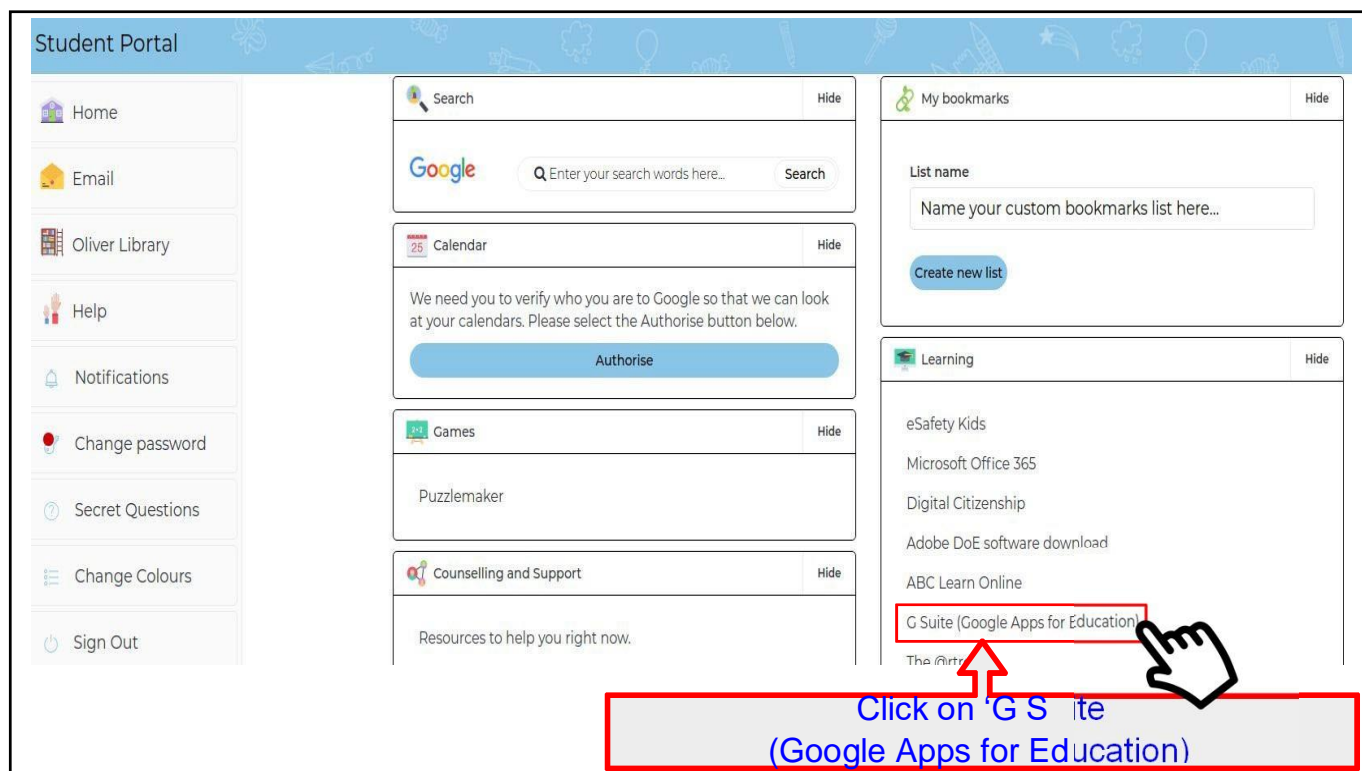 Student Portal
Home
Email
Oliver Library
Help
Notifications
Change password
Secret Questions
Change Colours
Sign Out
Search
Hide
Google
Enter your search words here...
Search
25
Calendar
Hide
We need you to verify who you are to Google so that we can look
at your calendars. Please select the Authorise button below.
Authorise
Games
Hide
Puzzlemaker
Counselling and Support
Hide
Resources to help you right now.
My bookmarks
Hide
List name
Name your custom bookmarks list here...
Create new list
Learning
Hide
eSafety Kids
Microsoft Office 365
Digital Citizenship
Adobe DoE software download
ABC Learn Online
G Suite (Google Apps for Education)
The
Click on ‘G S ite
(Google Apps for Education)